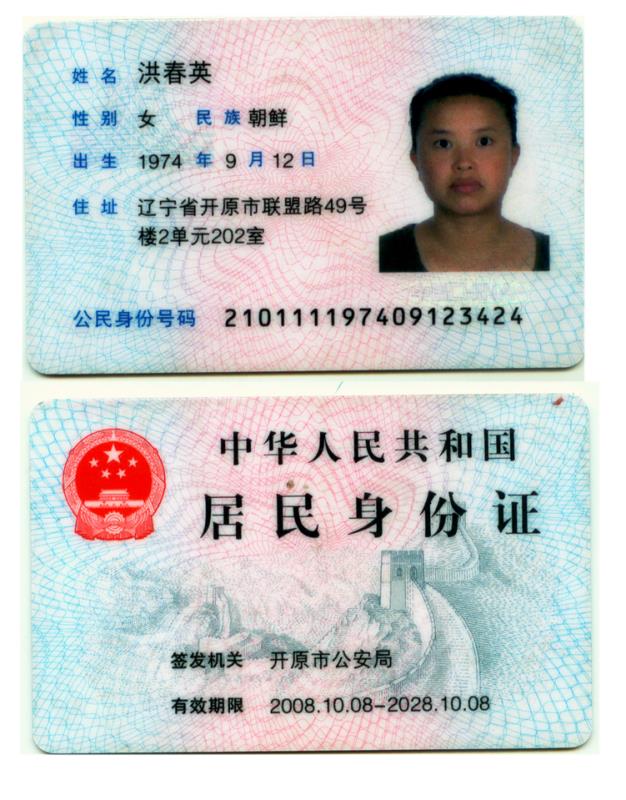 姓名 洪春英
性别 女 民族 朝鲜
出生 1974 年 9 月 12 日
住址 辽宁省开原市联盟路49号
楼2单元202室
公民身份号码 210111197409123424
中华人民共和国
居民身份证
签发机关 开原市公安局
有效期限 2008.10.08-2028.10.08